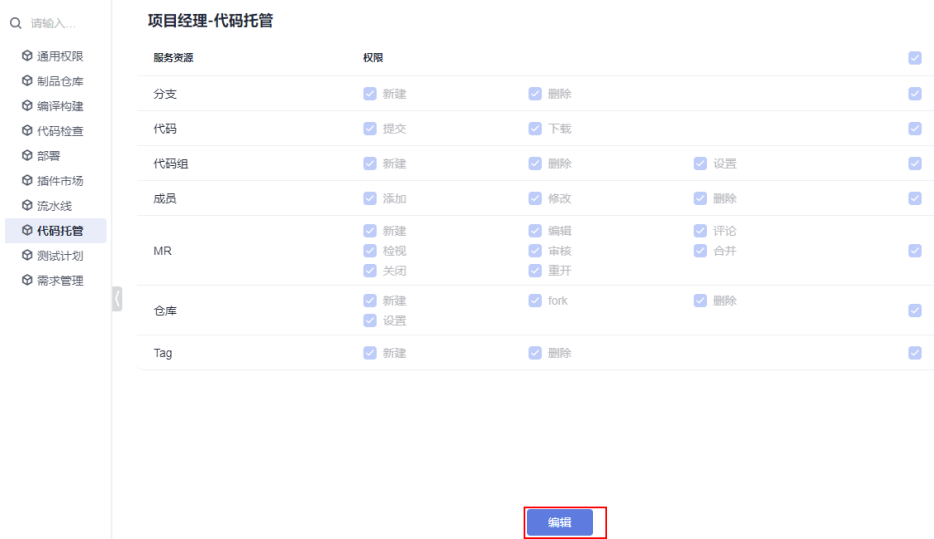 请输入...
通用权限
制品仓库
编译构建
代码检查
部署
插件市场
流水线
代码托管
测试计划
需求管理
项目经理-代码托管
服务资源 权限
分支 新建 删除
代码 提交 下载
代码组 新建 删除 设置
成员 添加 修改 删除
新建 编辑 评论
MR 检视 审核 合并
关闭 重开
新建 fork 删除
仓库
设置
Tag 新建 删除
编辑